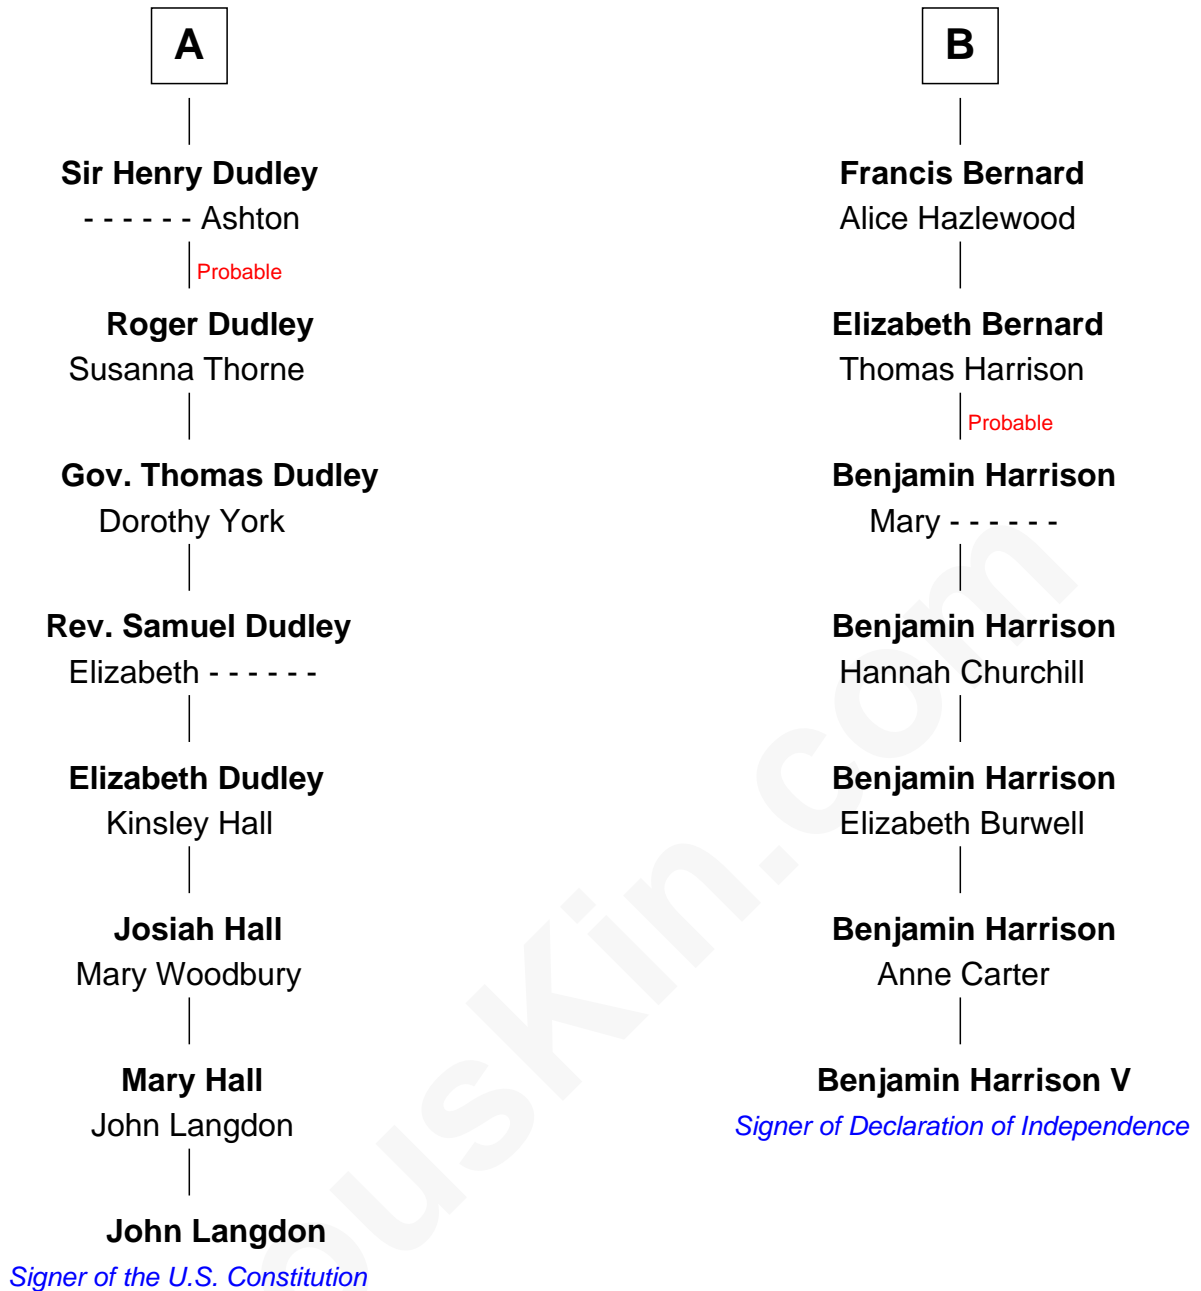 A
Sir Henry Dudley
- - - - - - Ashton
Probable
Roger Dudley
Susanna Thorne
Gov. Thomas Dudley
Dorothy York
Rev. Samuel Dudley
Elizabeth - - - - - -
Elizabeth Dudley
Kinsley Hall
Josiah Hall
Mary Woodbury
Mary Hall
John Langdon
John Langdon
Signer of the U.S. Constitution
B
Francis Bernard
Alice Hazlewood
Elizabeth Bernard
Thomas Harrison
Probable
Benjamin Harrison
Mary - - - - - -
Benjamin Harrison
Hannah Churchill
Benjamin Harrison
Elizabeth Burwell
Benjamin Harrison
Anne Carter
Benjamin Harrison V
Signer of Declaration of Independence
ousKin.com